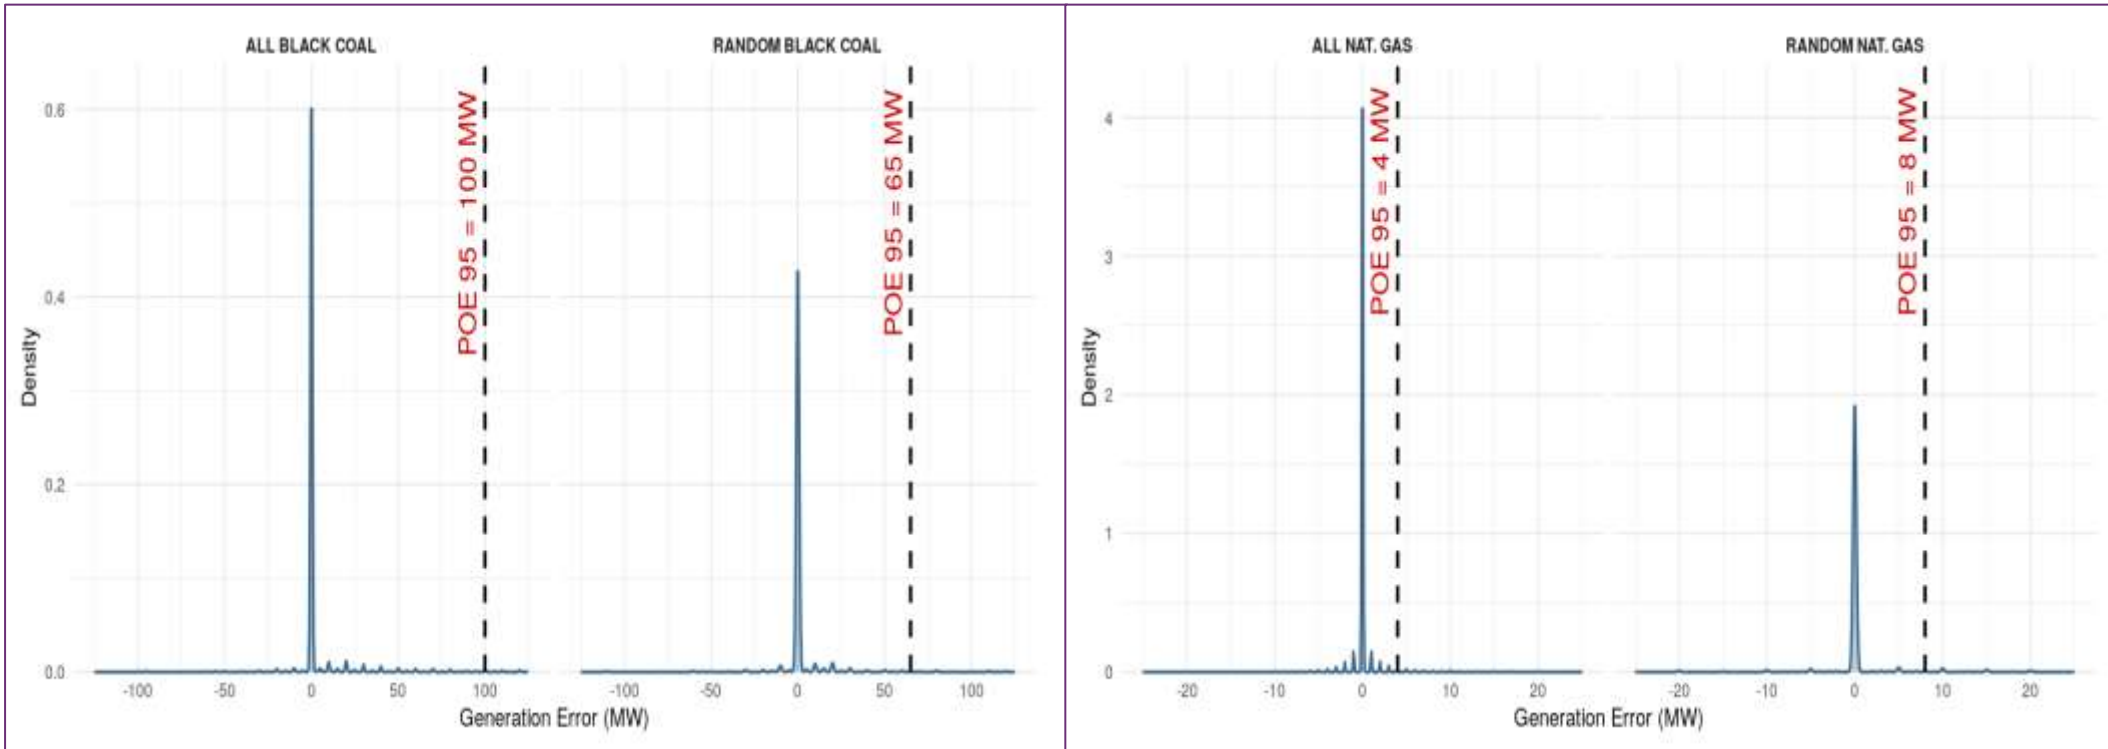 ALL BLACK COAL
RANDOM BLACK COAL
Density
0.6
0.4
0.2
0.0
POE 95 = 100 MW
POE 95 = 65 MW
-100 -50 0 50 100
-100 -50 0 50 100
Generation Error (MW)
ALL NAT. GAS
RANDOM NAT. GAS
Density
4
3
2
1
0
POE 95 = 4 MW
POE 95 = 8 MW
-20 -10 0 10 20
-20 -10 0 10 20
Generation Error (MW)